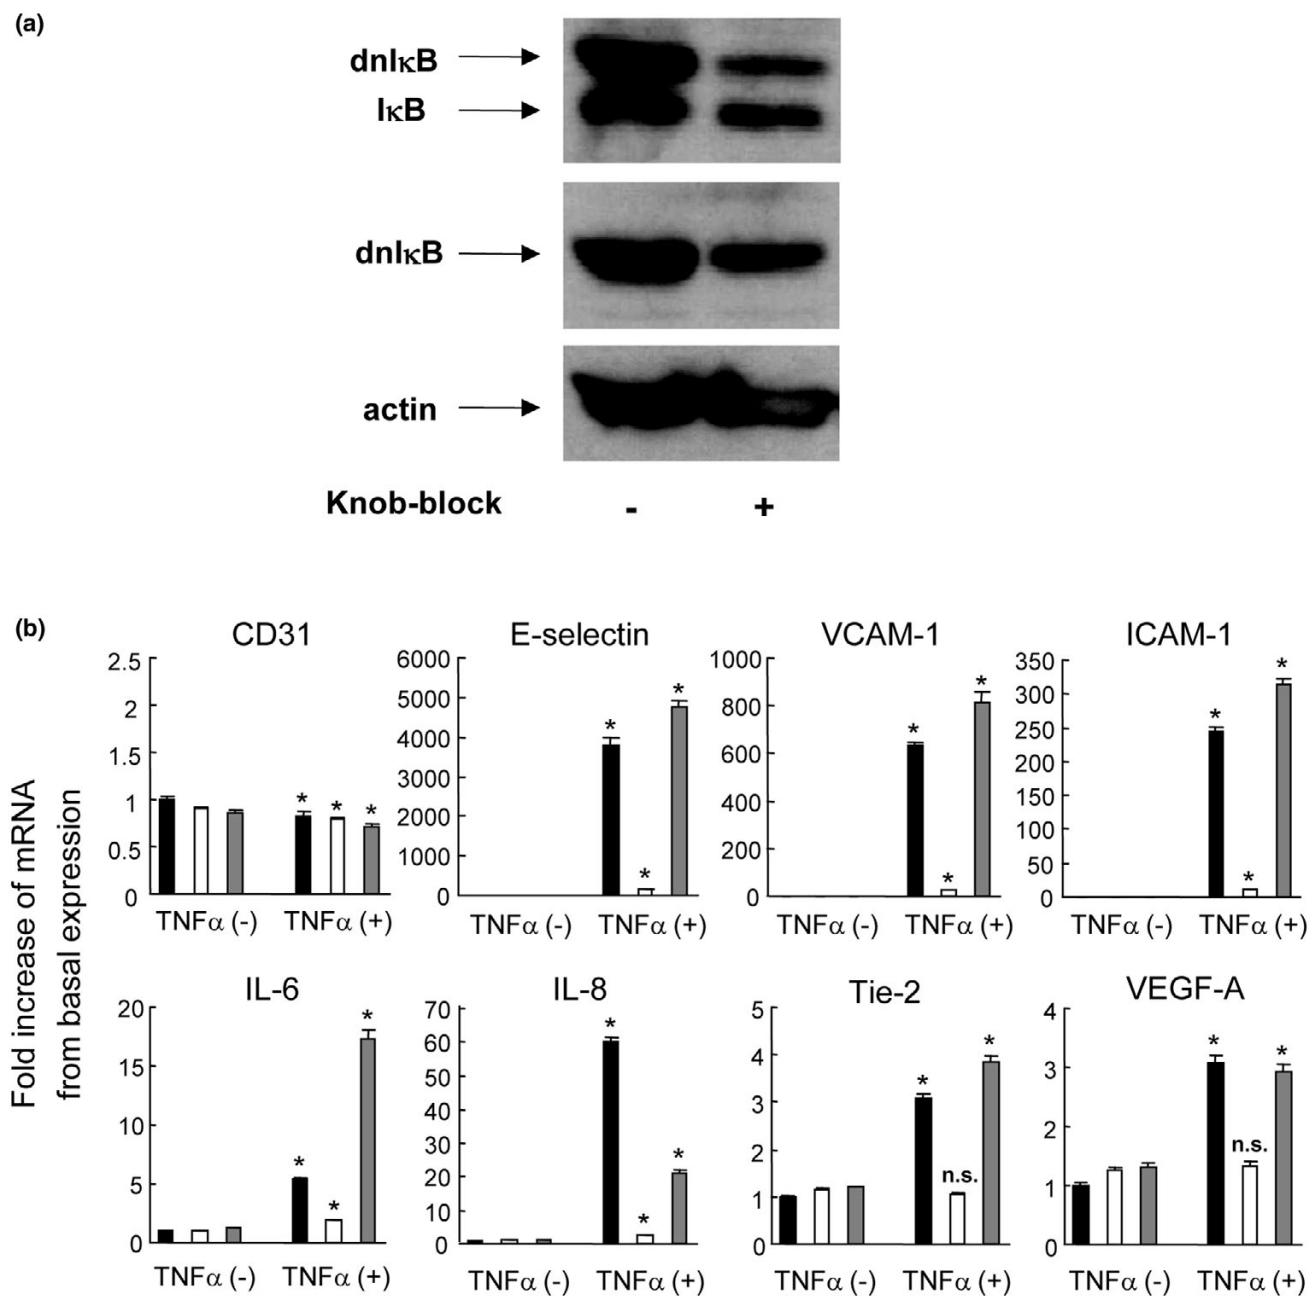 (a)
dnIκB
IκB
dnIκB
actin
Knob-block - +
(b)
CD31 E-selectin VCAM-1 ICAM-1
Fold increase of mRNA
from basal expression
2.5
2
1.5
1
0.5
0
* * *
TNFα (-) TNFα (+)
6000
5000
4000
3000
2000
1000
0
* * *
TNFα (-) TNFα (+)
1000
800
600
400
200
0
* * *
TNFα (-) TNFα (+)
350
300
250
200
150
100
50
0
* * *
TNFα (-) TNFα (+)
IL-6 IL-8 Tie-2 VEGF-A
20
15
10
5
0
* * *
TNFα (-) TNFα (+)
70
60
50
40
30
20
10
0
* * *
TNFα (-) TNFα (+)
5
4
3
2
1
0
* n.s. *
TNFα (-) TNFα (+)
4
3
2
1
0
* n.s. *
TNFα (-) TNFα (+)